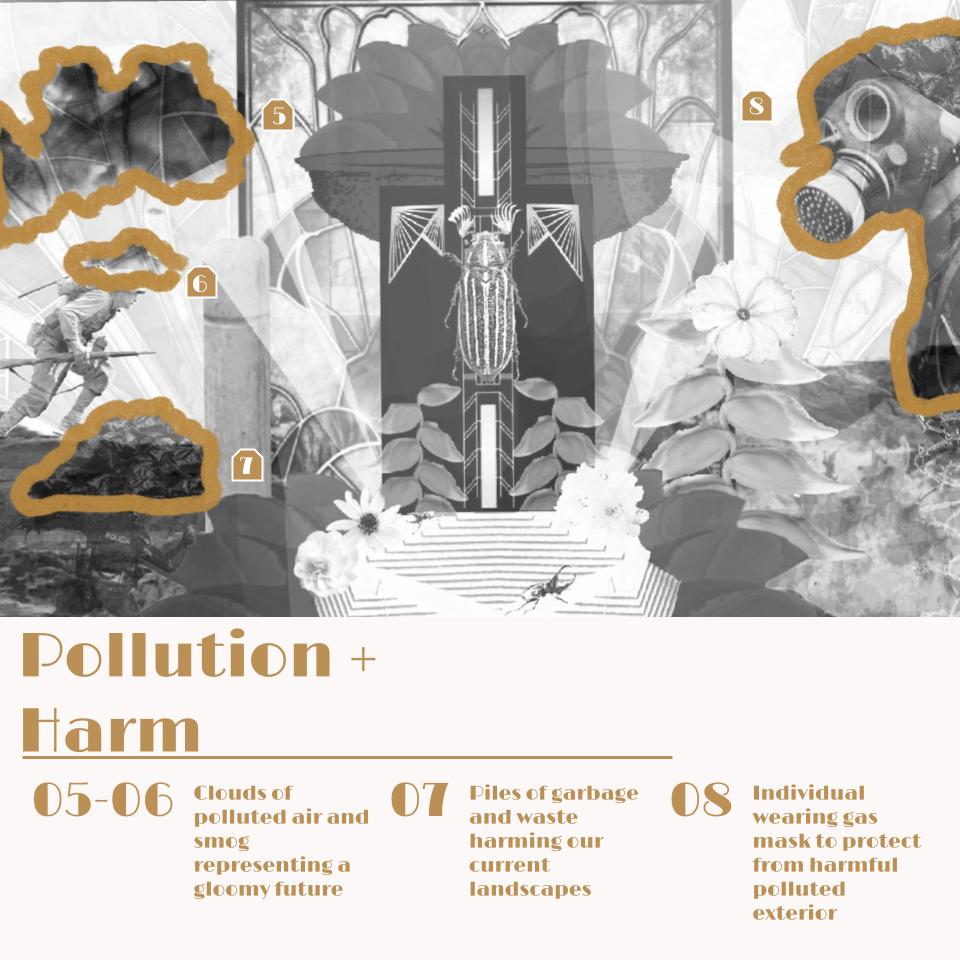 5
8
6
7
POLICE
Pollution +
Harm
05-06
Clouds of
polluted air and
smog
representing a
gloomy future
07
Piles of garbage
and waste
harming our
current
landscapes
08
Individual
wearing gas
mask to protect
from harmful
polluted
exterior